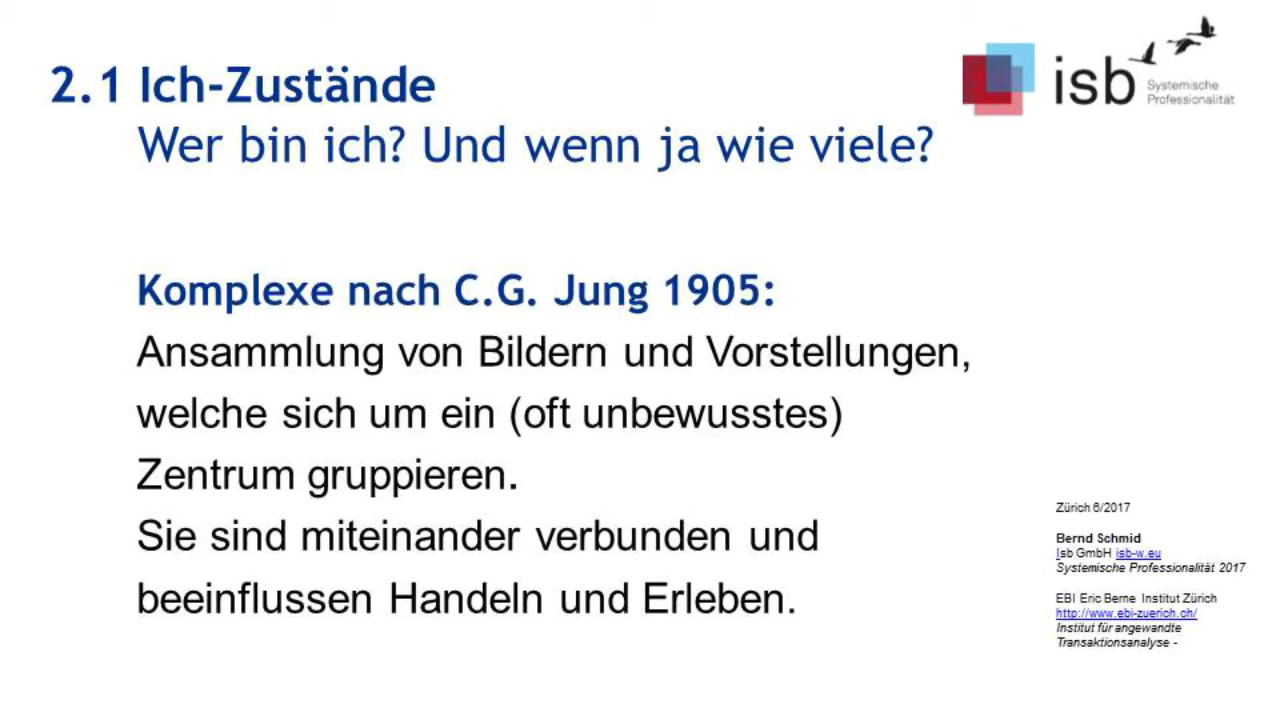 2.1 Ich-Zustände
Wer bin ich? Und wenn ja wie viele?
isb
Systemische
Professionalität
Komplexe nach C.G. Jung 1905:
Ansammlung von Bildern und Vorstellungen,
welche sich um ein (oft unbewusstes)
Zentrum gruppieren.
Sie sind miteinander verbunden und
beeinflussen Handeln und Erleben.
Zürich 6/2017
Bernd Schmid
Isb GmbH isb-w.eu
Systemische Professionalität 2017
EBI Eric Berne Institut Zürich
http://www.ebi-zuerich.ch/
Institut für angewandte
Transaktionsanalyse -